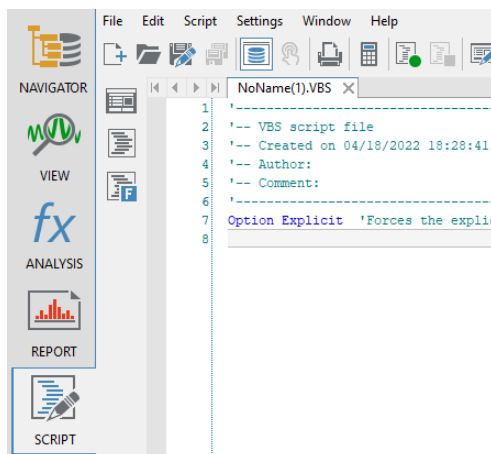 File Edit Script Settings Window Help
NAVIGATOR
VIEW
fx
ANALYSIS
REPORT
SCRIPT
NoName(1).VBS
1 '-----------------------------------
2 '-- VBS script file
3 '-- Created on 04/18/2022 18:28:41
4 '-- Author:
5 '-- Comment:
6 '-----------------------------------
7 Option Explicit 'Forces the explic
8
F